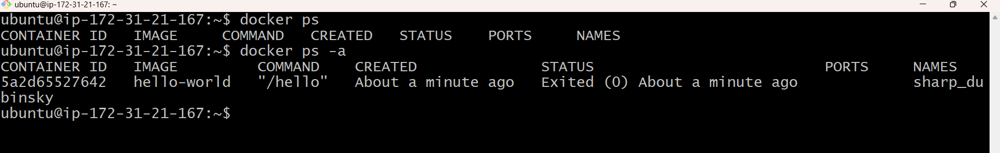 ubuntu@ip-172-31-21-167: ~
ubuntu@ip-172-31-21-167:~$ docker ps
CONTAINER ID   IMAGE     COMMAND   CREATED   STATUS    PORTS     NAMES
ubuntu@ip-172-31-21-167:~$ docker ps -a
CONTAINER ID   IMAGE         COMMAND    CREATED              STATUS                          PORTS     NAMES
5a2d65527642   hello-world   "/hello"   About a minute ago   Exited (0) About a minute ago             sharp_du
binsky
ubuntu@ip-172-31-21-167:~$